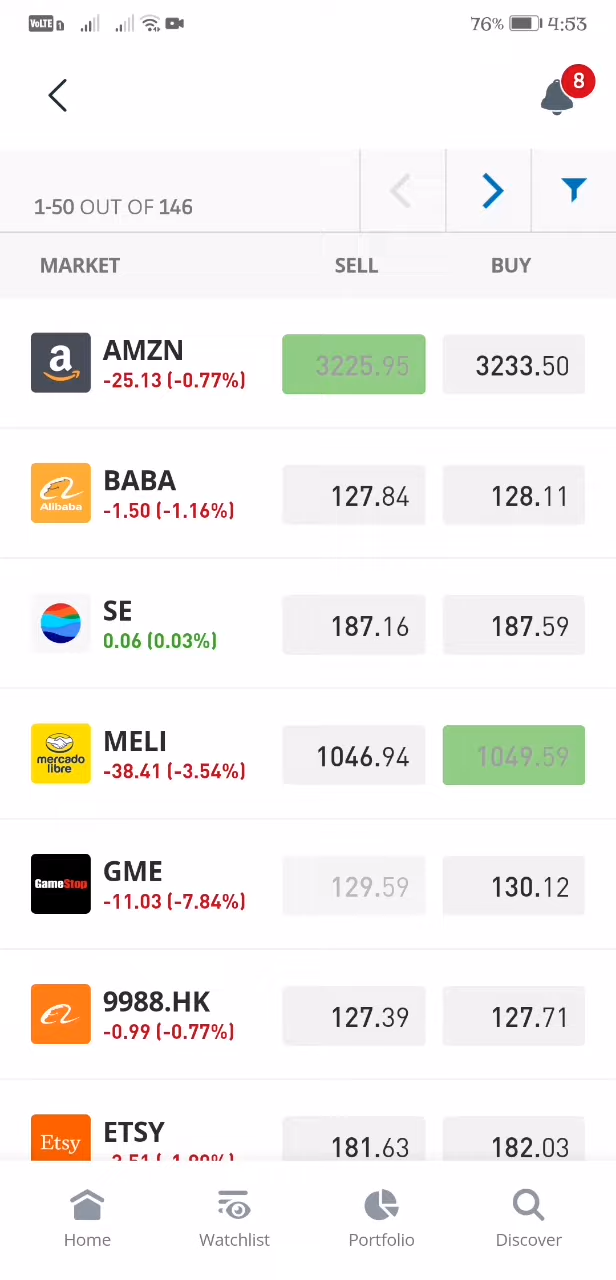 VoLTE 1
76% 4:53
8
1-50 OUT OF 146
MARKET SELL BUY
a AMZN 3225.95 3233.50
-25.13 (-0.77%)
BABA 127.84 128.11
Alibaba -1.50 (-1.16%)
SE 187.16 187.59
0.06 (0.03%)
MELI 1046.94 1049.59
mercado
libre -38.41 (-3.54%)
GME 129.59 130.12
GameStop -11.03 (-7.84%)
9988.HK 127.39 127.71
-0.99 (-0.77%)
Etsy ETSY 181.63 182.03
Home Watchlist Portfolio Discover